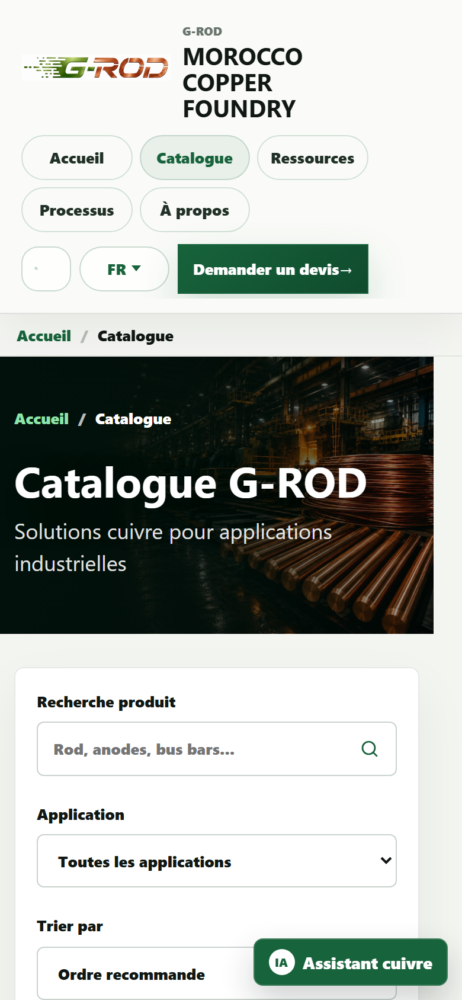 G-ROD
G-ROD
MOROCCO
COPPER
FOUNDRY
Accueil
Catalogue
Ressources
Processus
À propos
FR
Demander un devis→
Accueil / Catalogue
Accueil / Catalogue
Catalogue G-ROD
Solutions cuivre pour applications
industrielles
Recherche produit
Rod, anodes, bus bars...
Application
Toutes les applications
Trier par
Ordre recommande
IA Assistant cuivre